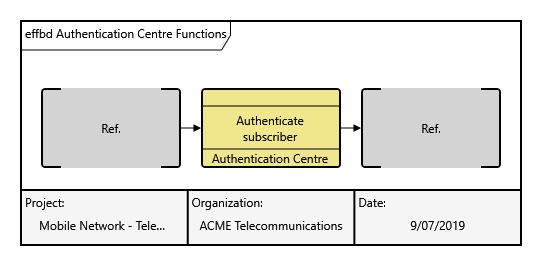 effbd Authentication Centre Functions
Ref.
Authenticate
subscriber
Authentication Centre
Ref.
Project:
Mobile Network - Tele...
Organization:
ACME Telecommunications
Date:
9/07/2019